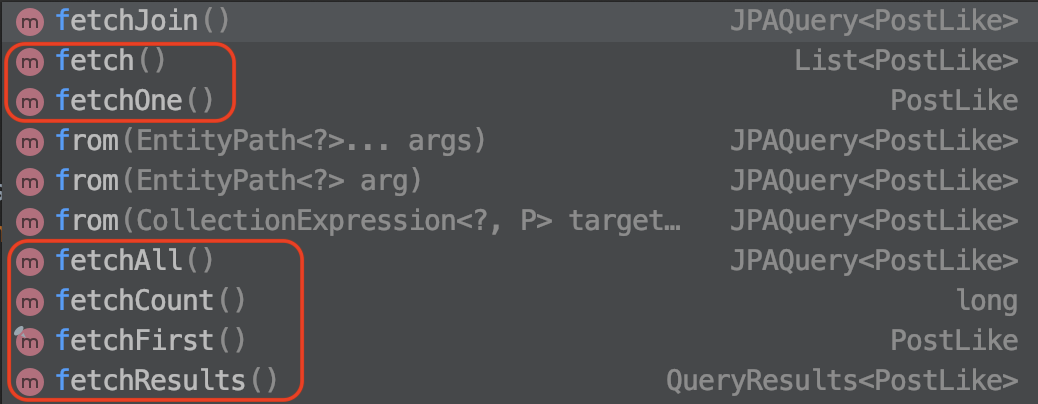 m fetchJoin() JPAQuery<PostLike>
m fetch() List<PostLike>
m fetchOne() PostLike
m from(EntityPath<?>... args) JPAQuery<PostLike>
m from(EntityPath<?> arg) JPAQuery<PostLike>
m from(CollectionExpression<?, P> target… JPAQuery<PostLike>
m fetchAll() JPAQuery<PostLike>
m fetchCount() long
m fetchFirst() PostLike
m fetchResults() QueryResults<PostLike>